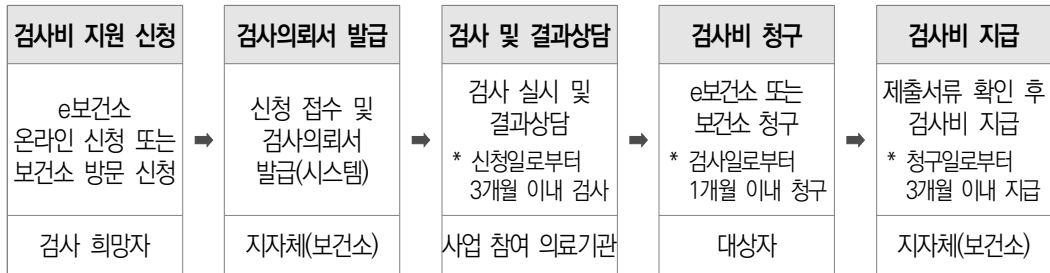 검사비 지원 신청
e보건소
온라인 신청 또는
보건소 방문 신청
검사 희망자
➡
검사의뢰서 발급
신청 접수 및
검사의뢰서
발급(시스템)
지자체(보건소)
➡
검사 및 결과상담
검사 실시 및
결과상담
* 신청일로부터
3개월 이내 검사
사업 참여 의료기관
➡
검사비 청구
e보건소 또는
보건소 청구
* 검사일로부터
1개월 이내 청구
대상자
➡
검사비 지급
제출서류 확인 후
검사비 지급
* 청구일로부터
3개월 이내 지급
지자체(보건소)